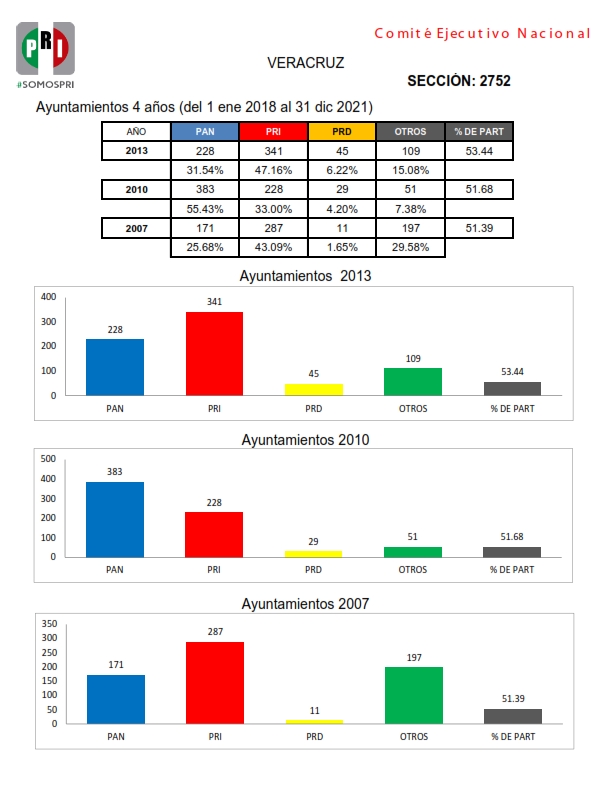 Comité Ejecutivo Nacional
PRI
#SOMOSPRI
VERACRUZ
SECCIÓN: 2752
Ayuntamientos 4 años (del 1 ene 2018 al 31 dic 2021)
AÑO PAN PRI PRD OTROS % DE PART
2013 228 341 45 109 53.44
31.54% 47.16% 6.22% 15.08%
2010 383 228 29 51 51.68
55.43% 33.00% 4.20% 7.38%
2007 171 287 11 197 51.39
25.68% 43.09% 1.65% 29.58%
Ayuntamientos 2013
400
300
200
100
0
228 341 45 109 53.44
PAN PRI PRD OTROS % DE PART
Ayuntamientos 2010
500
400
300
200
100
0
383 228 29 51 51.68
PAN PRI PRD OTROS % DE PART
Ayuntamientos 2007
350
300
250
200
150
100
50
0
171 287 11 197 51.39
PAN PRI PRD OTROS % DE PART